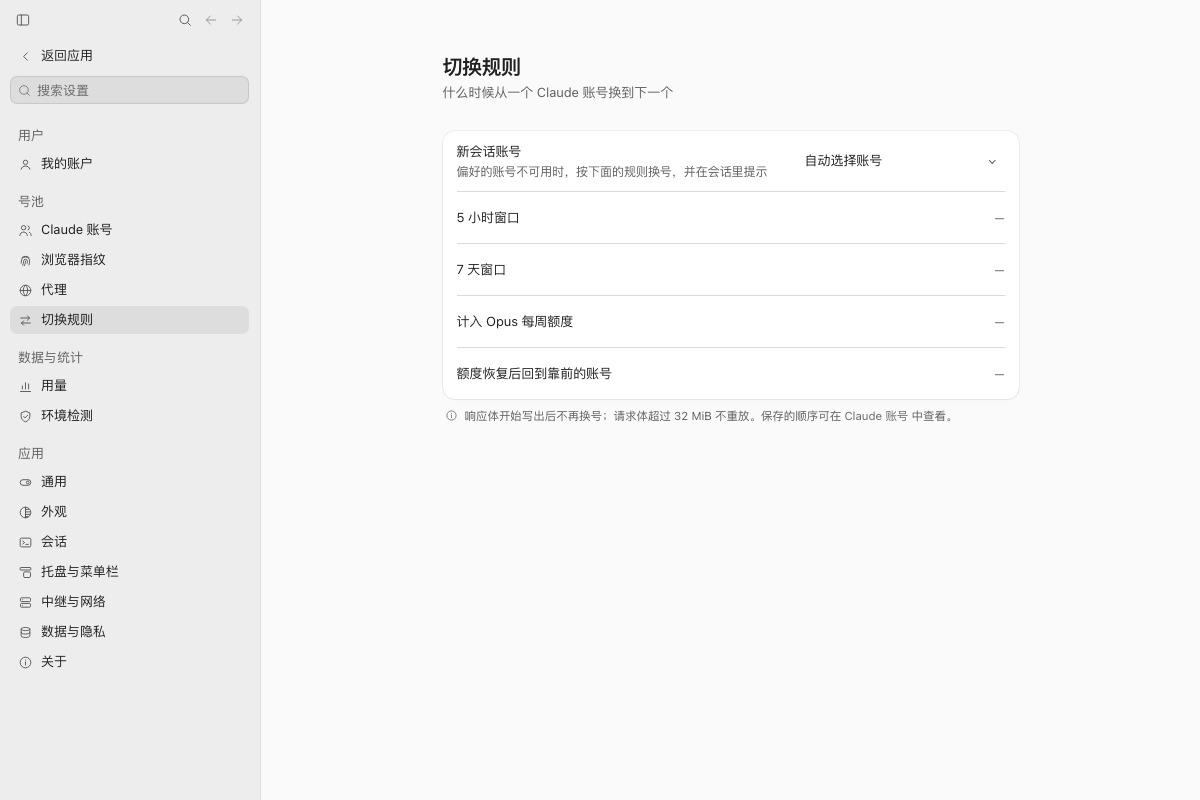 返回应用
搜索设置
用户
我的账户
号池
Claude 账号
浏览器指纹
代理
切换规则
数据与统计
用量
环境检测
应用
通用
外观
会话
托盘与菜单栏
中继与网络
数据与隐私
关于
切换规则
什么时候从一个 Claude 账号换到下一个
新会话账号
偏好的账号不可用时，按下面的规则换号，并在会话里提示
自动选择账号
5 小时窗口 —
7 天窗口 —
计入 Opus 每周额度 —
额度恢复后回到靠前的账号 —
响应体开始写出后不再换号；请求体超过 32 MiB 不重放。保存的顺序可在 Claude 账号 中查看。